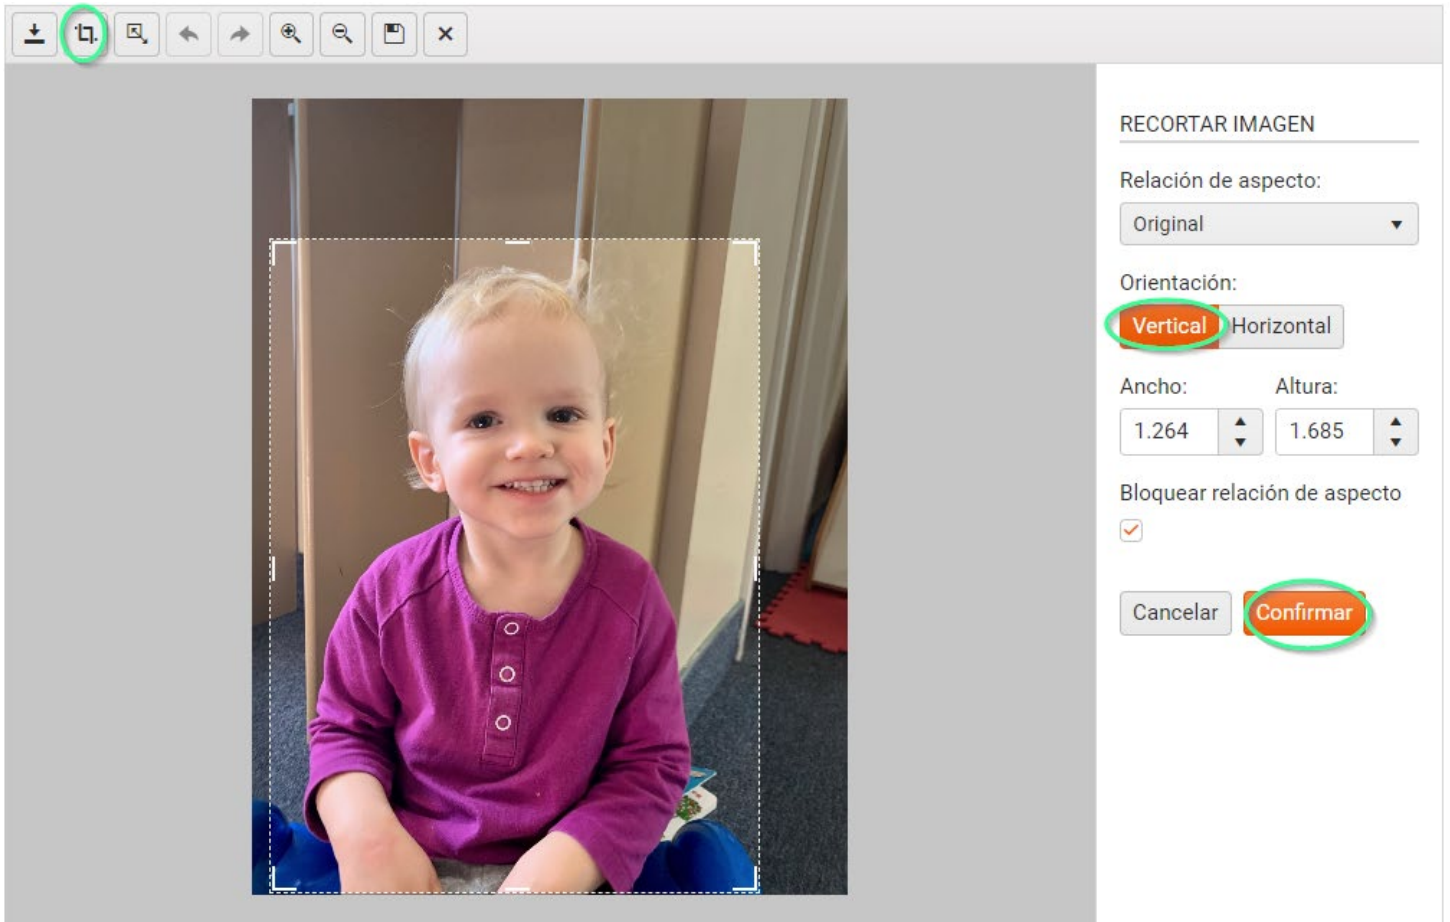 RECORTAR IMAGEN
Relación de aspecto:
Original
Orientación:
Vertical Horizontal
Ancho: Altura:
1.264 1.685
Bloquear relación de aspecto
Cancelar Confirmar